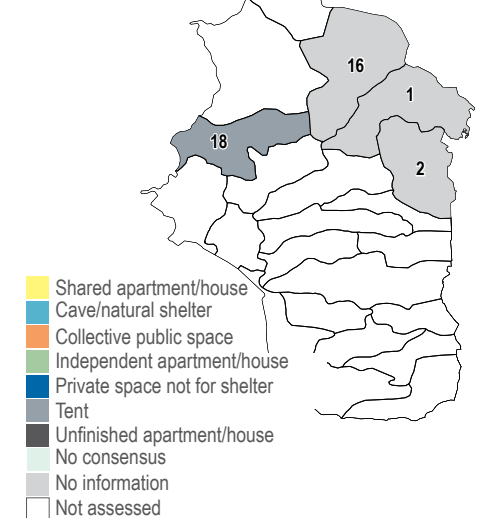 16
1
18
2
Shared apartment/house
Cave/natural shelter
Collective public space
Independent apartment/house
Private space not for shelter
Tent
Unfinished apartment/house
No consensus
No information
Not assessed